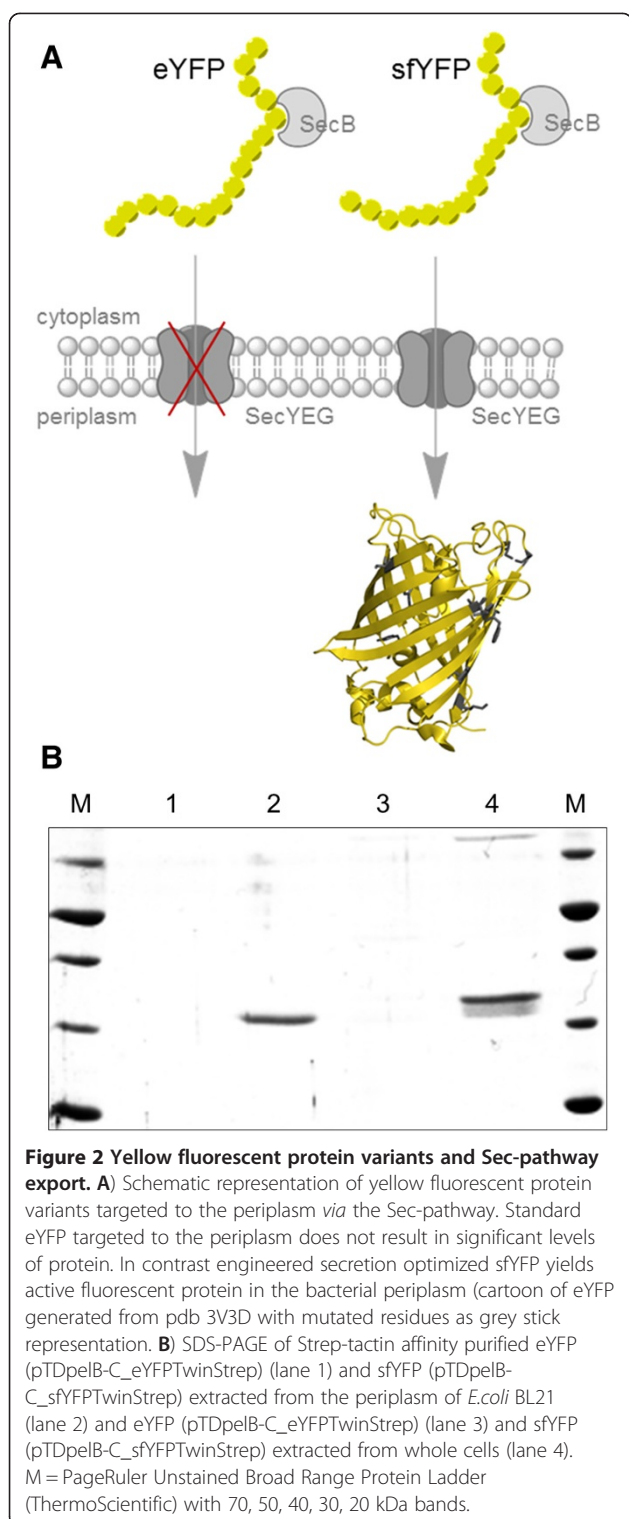 A
eYFP
sfYFP
SecB
SecB
cytoplasm
periplasm
SecYEG
SecYEG
B
M 1 2 3 4 M
Figure 2 Yellow fluorescent protein variants and Sec-pathway
export. A) Schematic representation of yellow fluorescent protein
variants targeted to the periplasm via the Sec-pathway. Standard
eYFP targeted to the periplasm does not result in significant levels
of protein. In contrast engineered secretion optimized sfYFP yields
active fluorescent protein in the bacterial periplasm (cartoon of eYFP
generated from pdb 3V3D with mutated residues as grey stick
representation. B) SDS-PAGE of Strep-tactin affinity purified eYFP
(pTDpelB-C_eYFPTwinStrep) (lane 1) and sfYFP (pTDpelB-
C_sfYFPTwinStrep) extracted from the periplasm of E.coli BL21
(lane 2) and eYFP (pTDpelB-C_eYFPTwinStrep) (lane 3) and sfYFP
(pTDpelB-C_sfYFPTwinStrep) extracted from whole cells (lane 4).
M = PageRuler Unstained Broad Range Protein Ladder
(ThermoScientific) with 70, 50, 40, 30, 20 kDa bands.